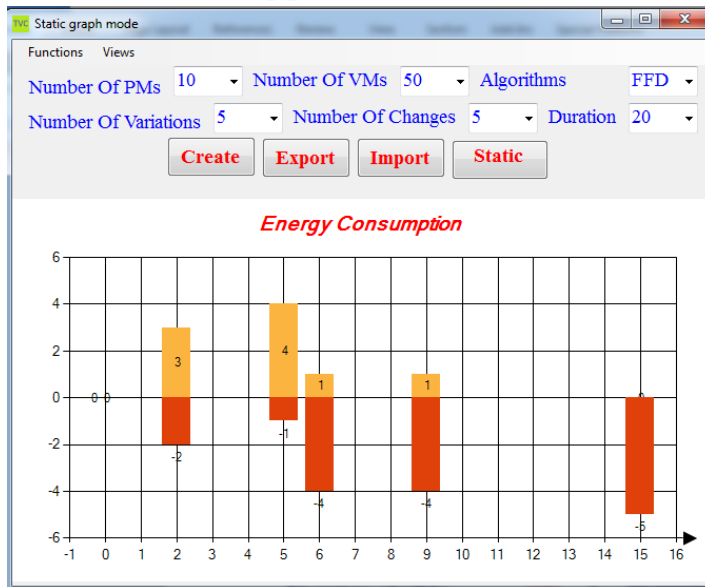 TVC Static graph mode
Functions Views
Number Of PMs 10 Number Of VMs 50 Algorithms FFD
Number Of Variations 5 Number Of Changes 5 Duration 20
Create Export Import Static
Energy Consumption
6
4
2
0
-2
-4
-6
0 0
3
-2
4
-1
1
-4
1
-4
0
-5
-1 0 1 2 3 4 5 6 7 8 9 10 11 12 13 14 15 16